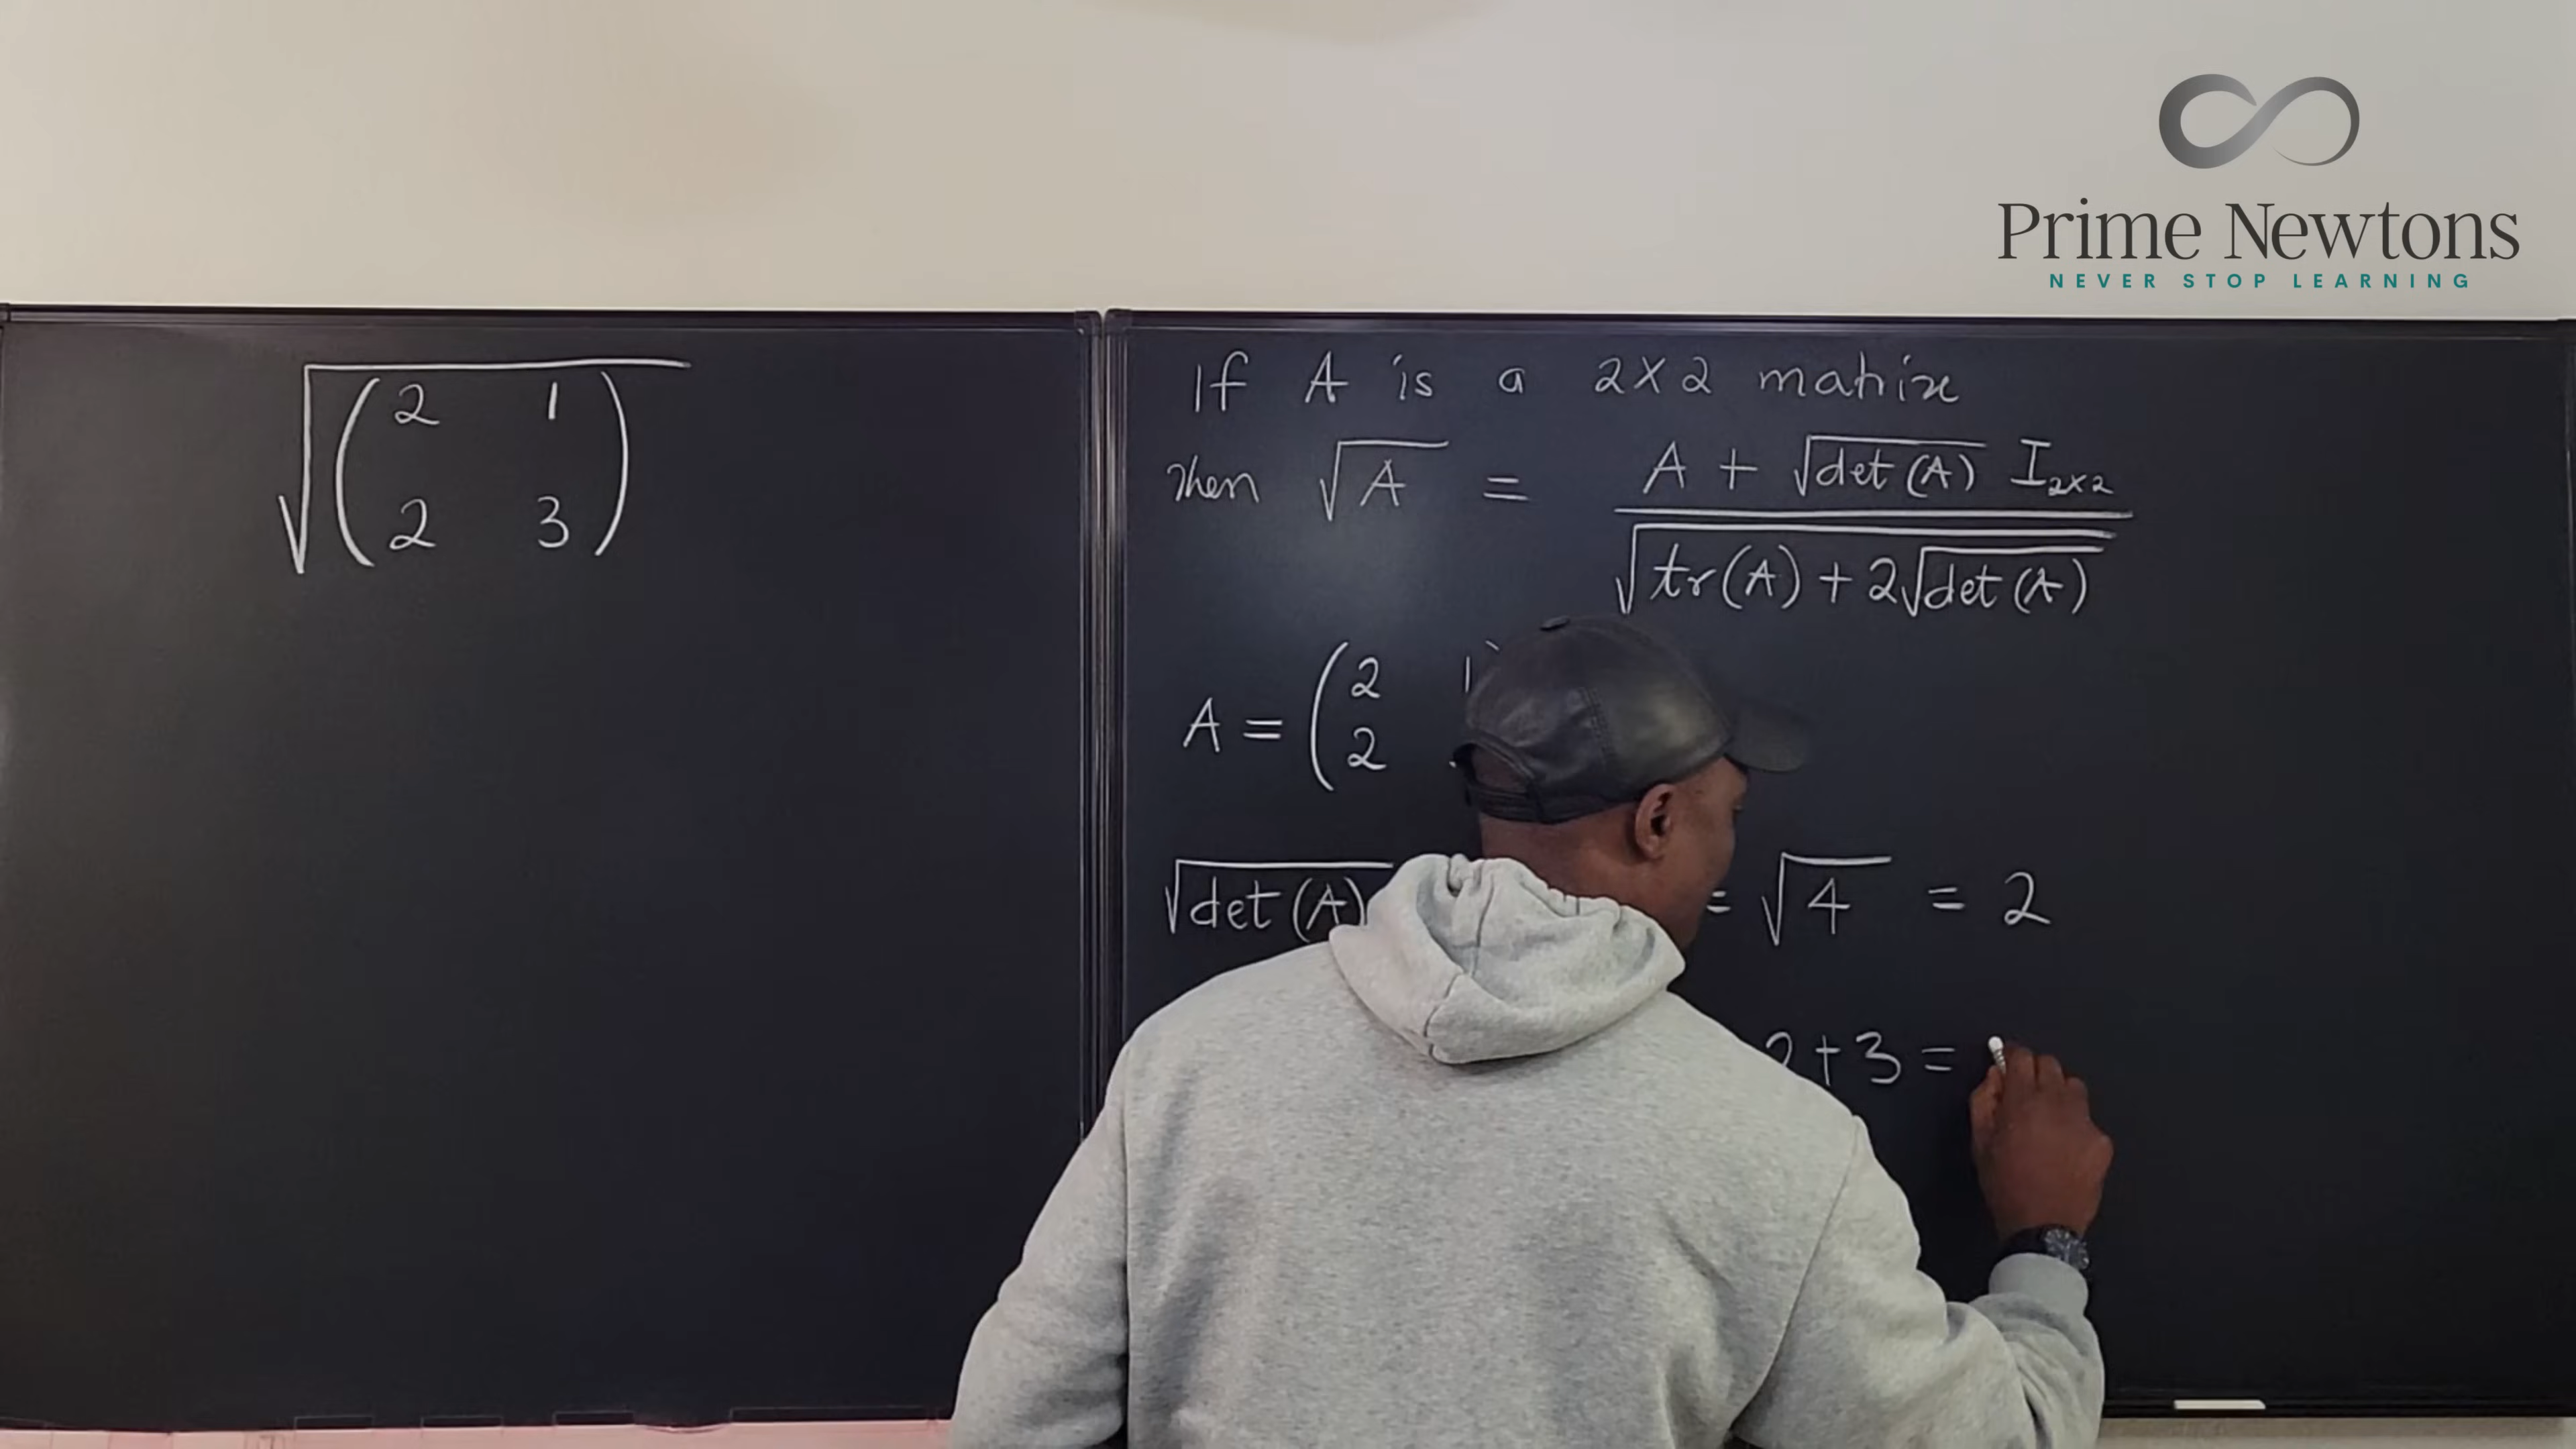 Prime Newtons
NEVER STOP LEARNING
√(2 1
2 3)
If A is a 2x2 matrix
then √A = (A + √det(A) I₂ₓ₂) / √(tr(A) + 2√det(A))
A = (2 1
2
√det(A) = √4 = 2
2+3 =